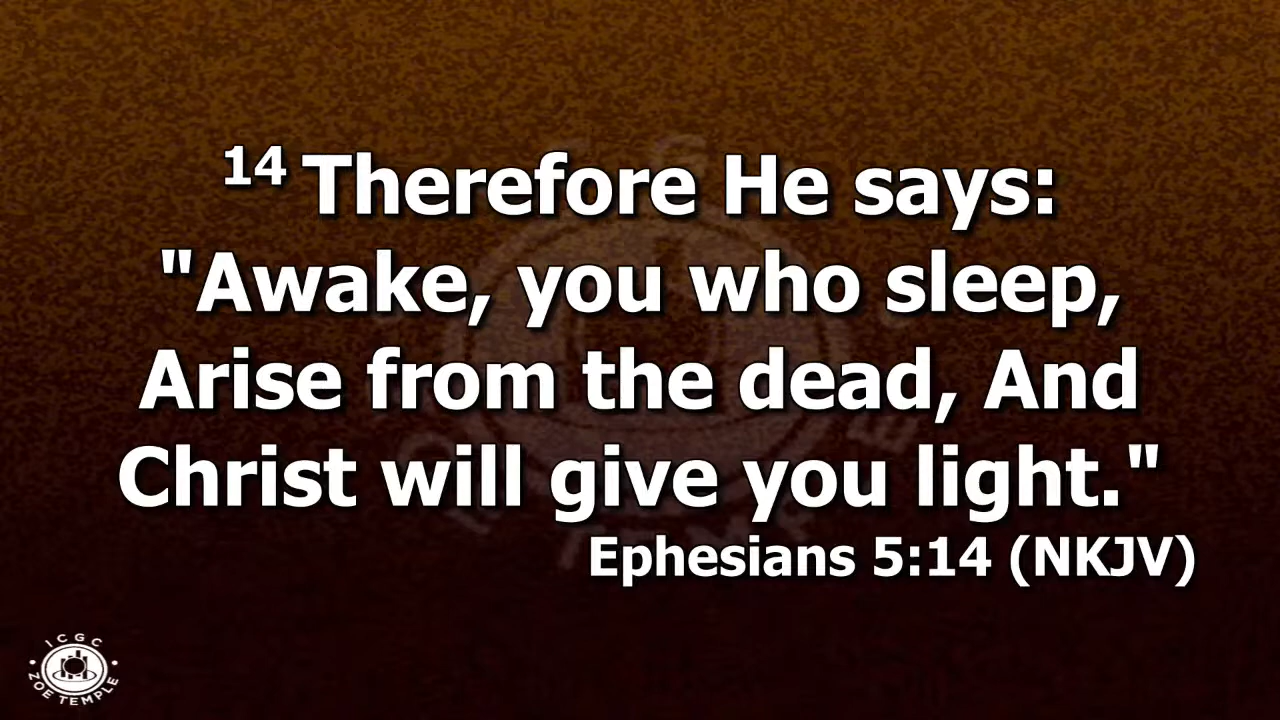 14 Therefore He says:
"Awake, you who sleep,
Arise from the dead, And
Christ will give you light."
Ephesians 5:14 (NKJV)
ICGC
ZOE TEMPLE